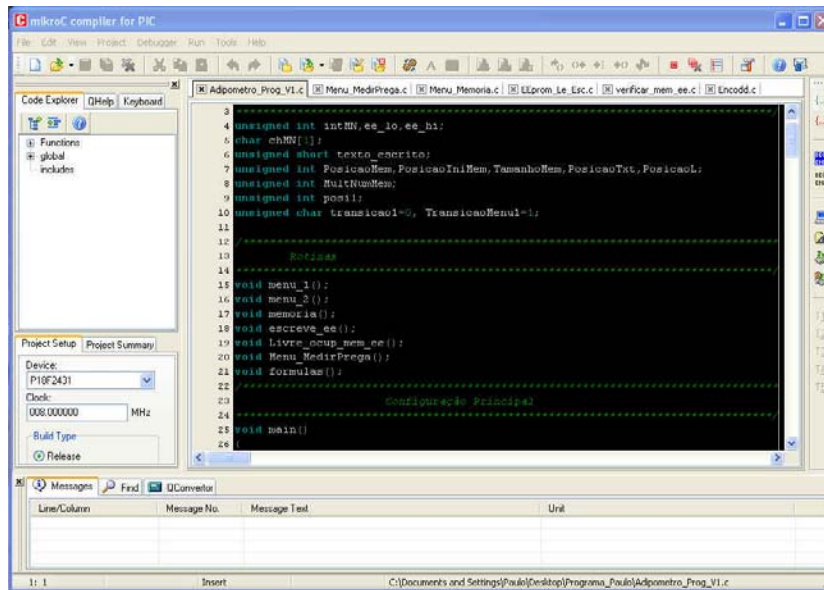 mikroC compiler for PIC
File Edit View Project Debugger Run Tools Help
Adipometro_Prog_V1.c Menu_MedirPrega.c Menu_Memoria.c EEprom_Le_Esc.c verificar_mem_ee.c Encodd.c
Code Explorer QHelp Keyboard
Functions
global
includes
3
4 unsigned int intMN,ee_lo,ee_hi;
5 char chMN[1];
6 unsigned short texto_escrito;
7 unsigned int PosicaoMem,PosicaoIniMem,TamanhoMem,PosicaoTxt,PosicaoL;
8 unsigned int MultNumMem;
9 unsigned int posi1;
10 unsigned char transicao1=0, TransicaoMenu1=1;
11
12
13 Rotinas
14
15 void menu_1();
16 void menu_2();
17 void memoria();
18 void escreve_ee();
19 void Livre_ocup_mem_ee();
20 void Menu_MedirPrega();
21 void formulas();
22
23 Configuração Principal
24
25 void main()
26 {
Project Setup Project Summary
Device:
P18F2431
Clock:
008.000000 MHz
Build Type
Release
Messages Find QConvertor
Line/Column Message No. Message Text Unit
1: 1 Insert C:\Documents and Settings\Paulo\Desktop\Programa_Paulo\Adipometro_Prog_V1.c